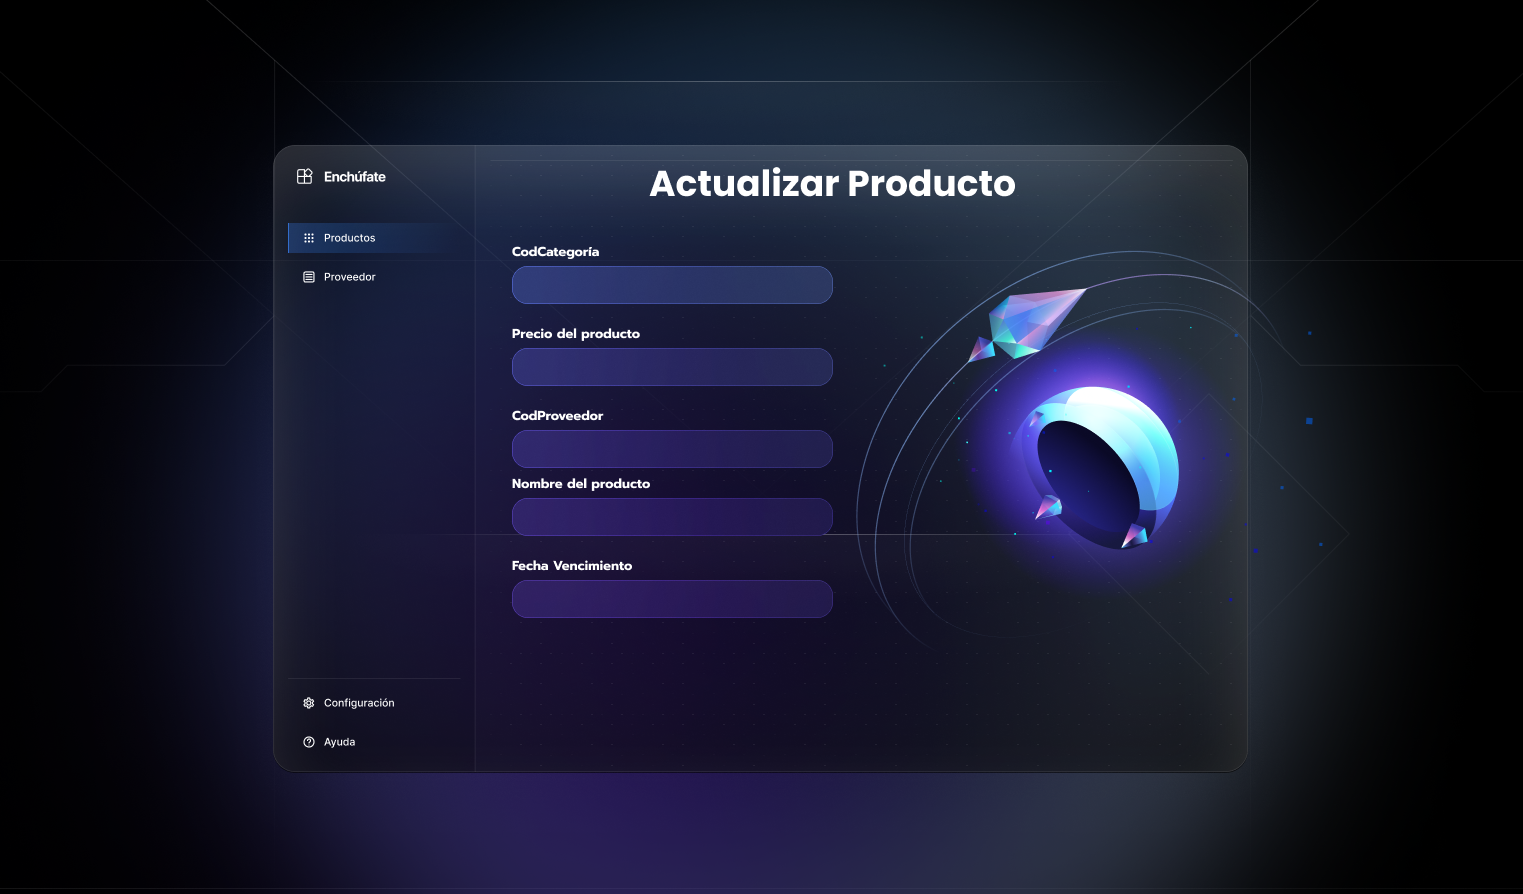 Enchúfate
Productos
Proveedor
Configuración
Ayuda
Actualizar Producto
CodCategoría
Precio del producto
CodProveedor
Nombre del producto
Fecha Vencimiento